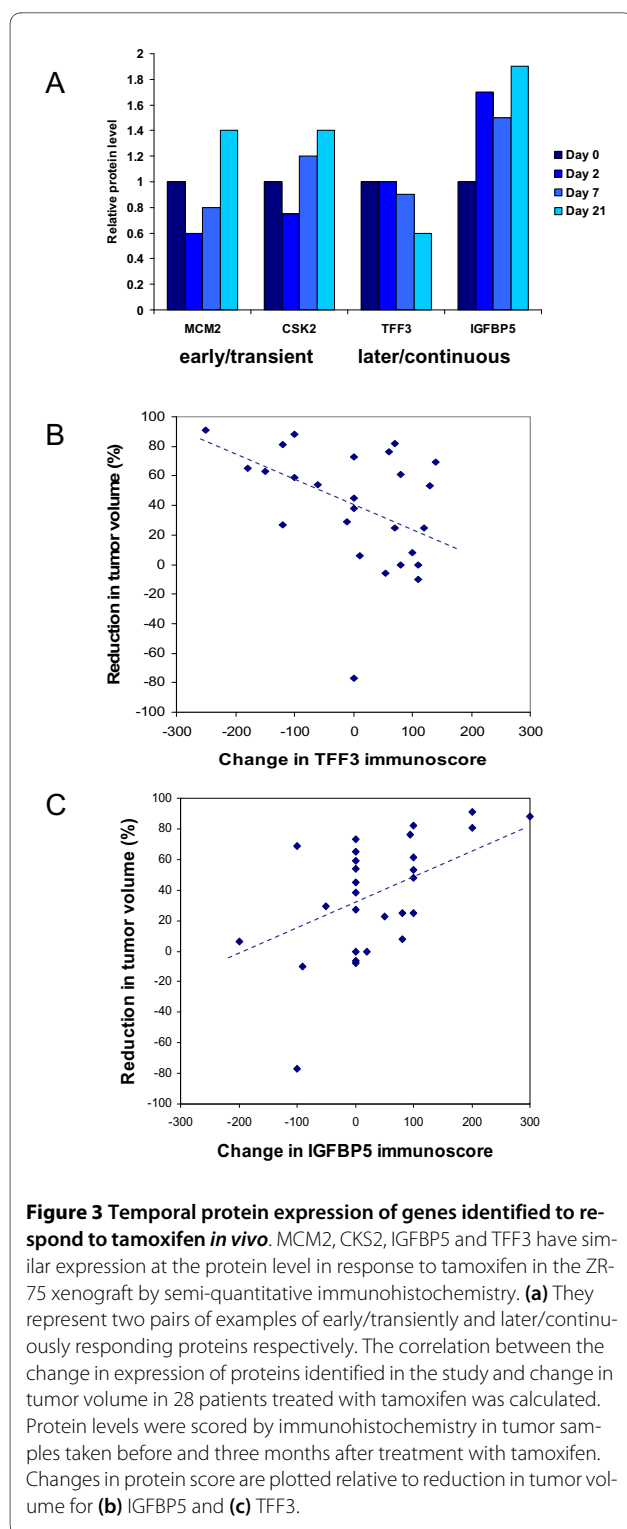 A
Relative protein level
2
1.8
1.6
1.4
1.2
1
0.8
0.6
0.4
0.2
0
MCM2 CSK2 TFF3 IGFBP5
early/transient later/continuous
Day 0
Day 2
Day 7
Day 21
B
Reduction in tumor volume (%)
100
80
60
40
20
0
-20
-40
-60
-80
-100
-300 -200 -100 0 100 200 300
Change in TFF3 immunoscore
C
Reduction in tumor volume (%)
100
80
60
40
20
0
-20
-40
-60
-80
-100
-300 -200 -100 0 100 200 300
Change in IGFBP5 immunoscore
Figure 3 Temporal protein expression of genes identified to re-
spond to tamoxifen in vivo. MCM2, CKS2, IGFBP5 and TFF3 have sim-
ilar expression at the protein level in response to tamoxifen in the ZR-
75 xenograft by semi-quantitative immunohistochemistry. (a) They
represent two pairs of examples of early/transiently and later/continu-
ously responding proteins respectively. The correlation between the
change in expression of proteins identified in the study and change in
tumor volume in 28 patients treated with tamoxifen was calculated.
Protein levels were scored by immunohistochemistry in tumor sam-
ples taken before and three months after treatment with tamoxifen.
Changes in protein score are plotted relative to reduction in tumor vol-
ume for (b) IGFBP5 and (c) TFF3.